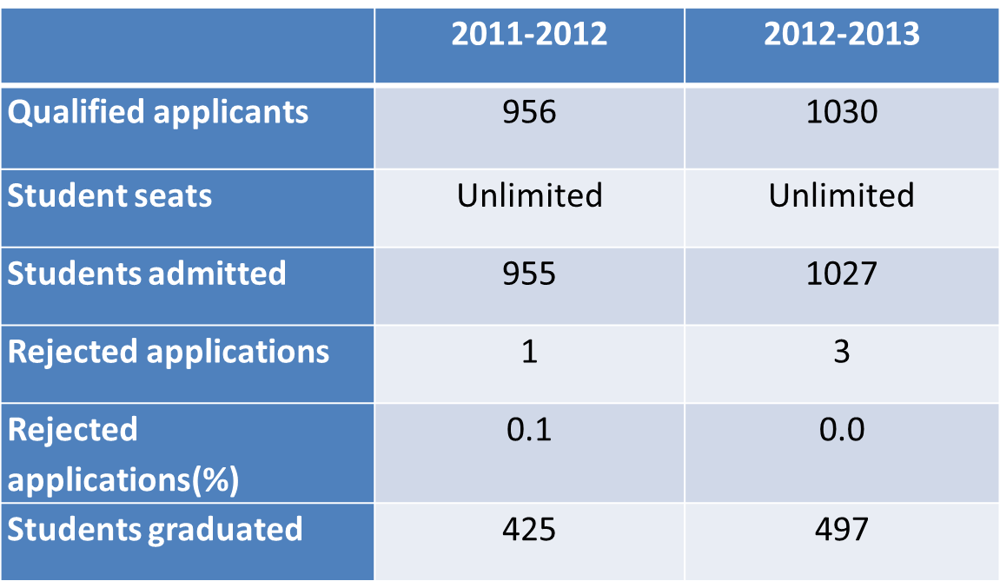 2011-2012 2012-2013
Qualified applicants 956 1030
Student seats Unlimited Unlimited
Students admitted 955 1027
Rejected applications 1 3
Rejected 0.1 0.0
applications(%)
Students graduated 425 497